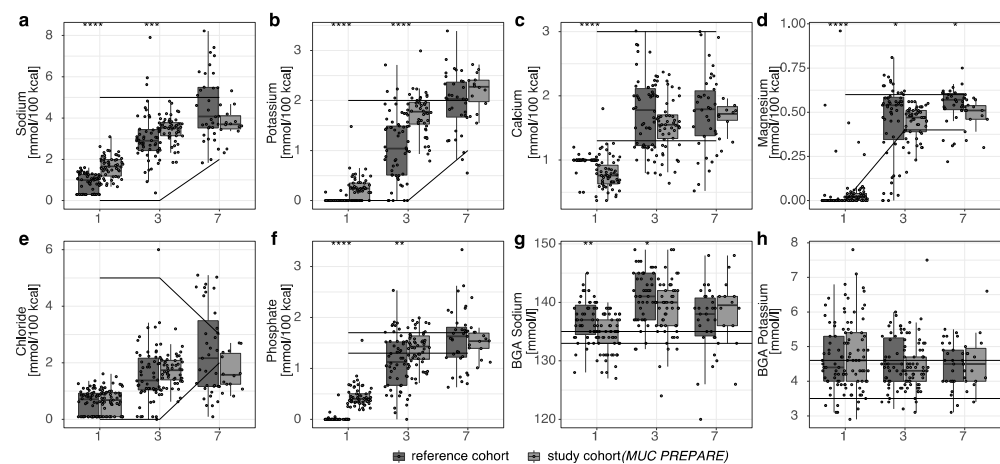 a b c d
**** *** **** **** **** **** * *
Sodium
[mmol/100 kcal]
8
6
4
2
0
1 3 7
Potassium
[mmol/100 kcal]
3
2
1
0
1 3 7
Calcium
[mmol/100 kcal]
3
2
1
1 3 7
Magnesium
[mmol/100 kcal]
1.00
0.75
0.50
0.25
0.00
1 3 7
e f g h
**** ** ** *
Chloride
[mmol/100 kcal]
6
4
2
0
1 3 7
Phosphate
[mmol/100 kcal]
3
2
1
0
1 3 7
BGA Sodium
[mmol/l]
150
140
130
120
1 3 7
BGA Potassium
[mmol/l]
8
7
6
5
4
3
1 3 7
reference cohort study cohort(MUC PREPARE)